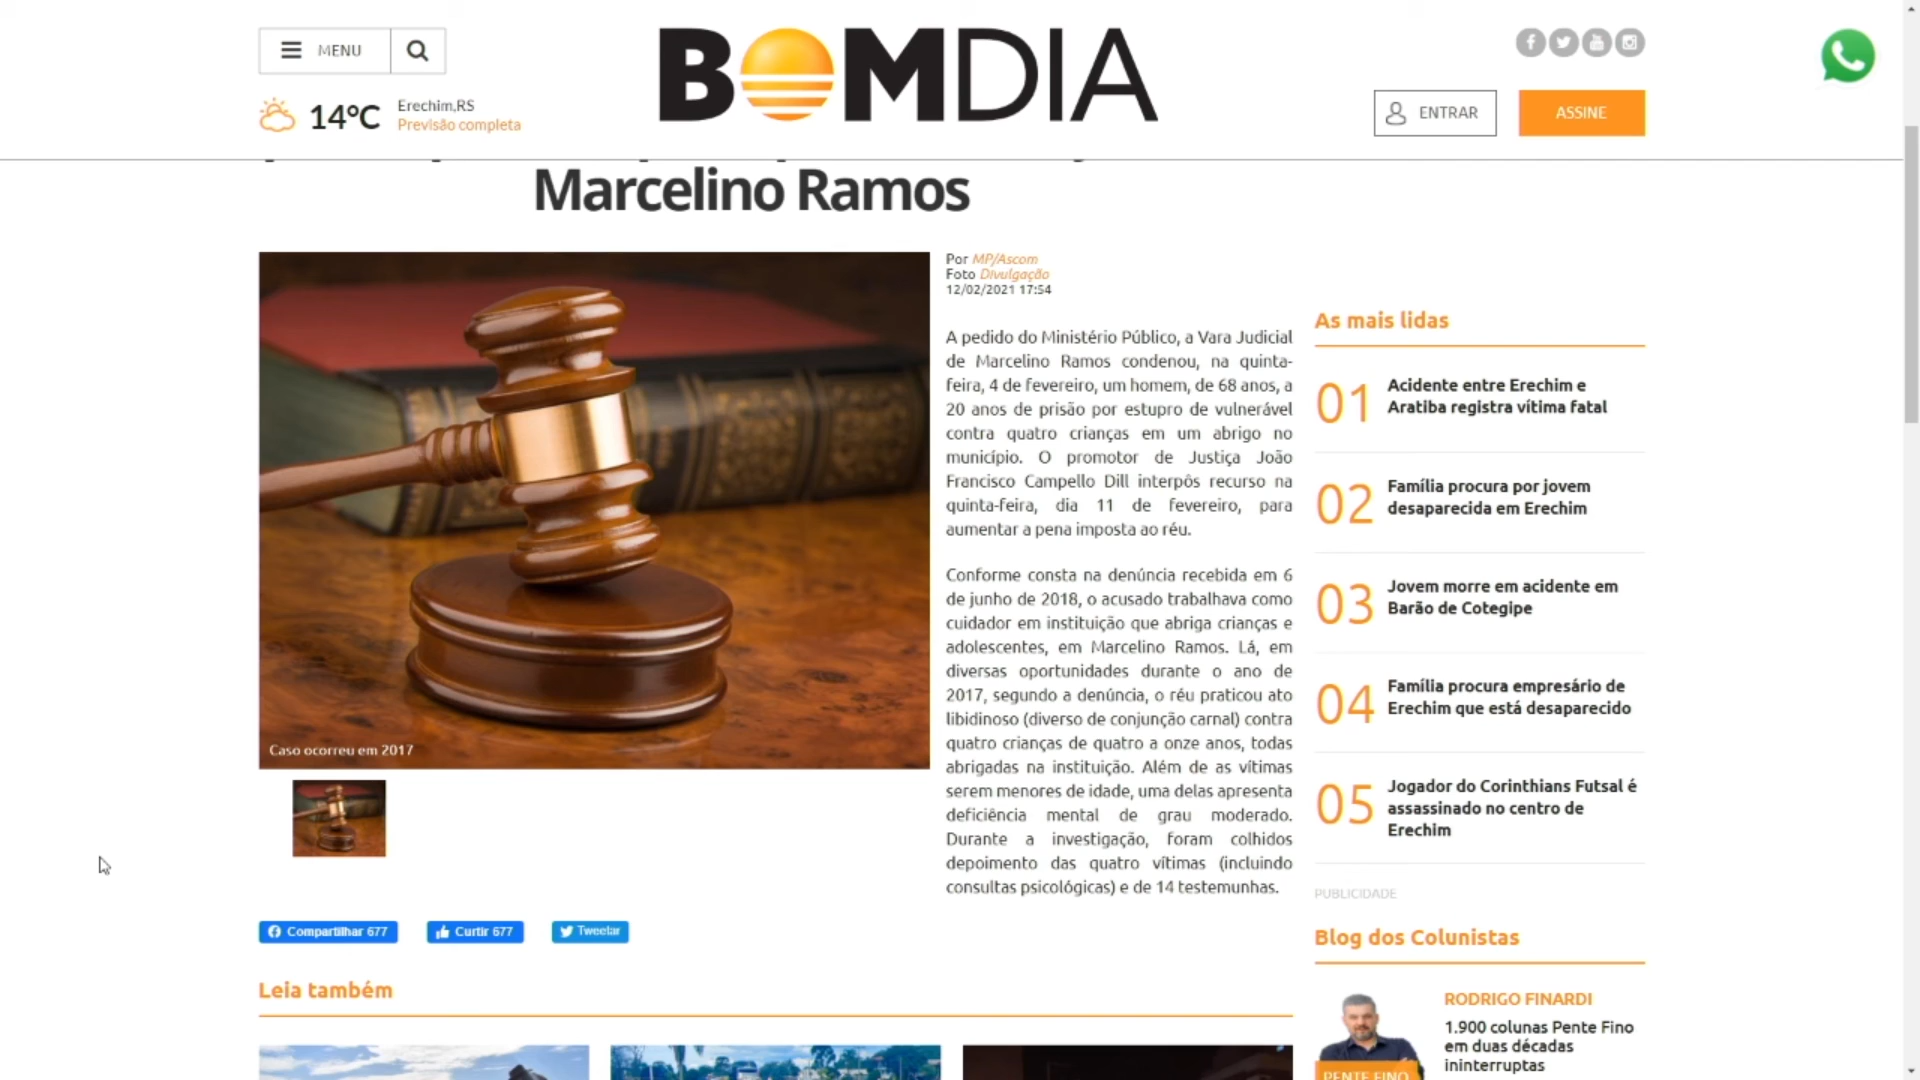 MENU
BOMDIA
14ºC
Erechim,RS
Previsão completa
ENTRAR
ASSINE
Marcelino Ramos
Caso ocorreu em 2017
Por MP/Ascom
Foto Divulgação
12/02/2021 17:54
A pedido do Ministério Público, a Vara Judicial
de Marcelino Ramos condenou, na quinta-
feira, 4 de fevereiro, um homem, de 68 anos, a
20 anos de prisão por estupro de vulnerável
contra quatro crianças em um abrigo no
município. O promotor de Justiça João
Francisco Campello Dill interpôs recurso na
quinta-feira, dia 11 de fevereiro, para
aumentar a pena imposta ao réu.
Conforme consta na denúncia recebida em 6
de junho de 2018, o acusado trabalhava como
cuidador em instituição que abriga crianças e
adolescentes, em Marcelino Ramos. Lá, em
diversas oportunidades durante o ano de
2017, segundo a denúncia, o réu praticou ato
libidinoso (diverso de conjunção carnal) contra
quatro crianças de quatro a onze anos, todas
abrigadas na instituição. Além de as vítimas
serem menores de idade, uma delas apresenta
deficiência mental de grau moderado.
Durante a investigação, foram colhidos
depoimento das quatro vítimas (incluindo
consultas psicológicas) e de 14 testemunhas.
Compartilhar 677
Curtir 677
Tweetar
Leia também
As mais lidas
01 Acidente entre Erechim e
Aratiba registra vítima fatal
02 Família procura por jovem
desaparecida em Erechim
03 Jovem morre em acidente em
Barão de Cotegipe
04 Família procura empresário de
Erechim que está desaparecido
05 Jogador do Corinthians Futsal é
assassinado no centro de
Erechim
PUBLICIDADE
Blog dos Colunistas
RODRIGO FINARDI
1.900 colunas Pente Fino
em duas décadas
ininterruptas
PENTE FINO